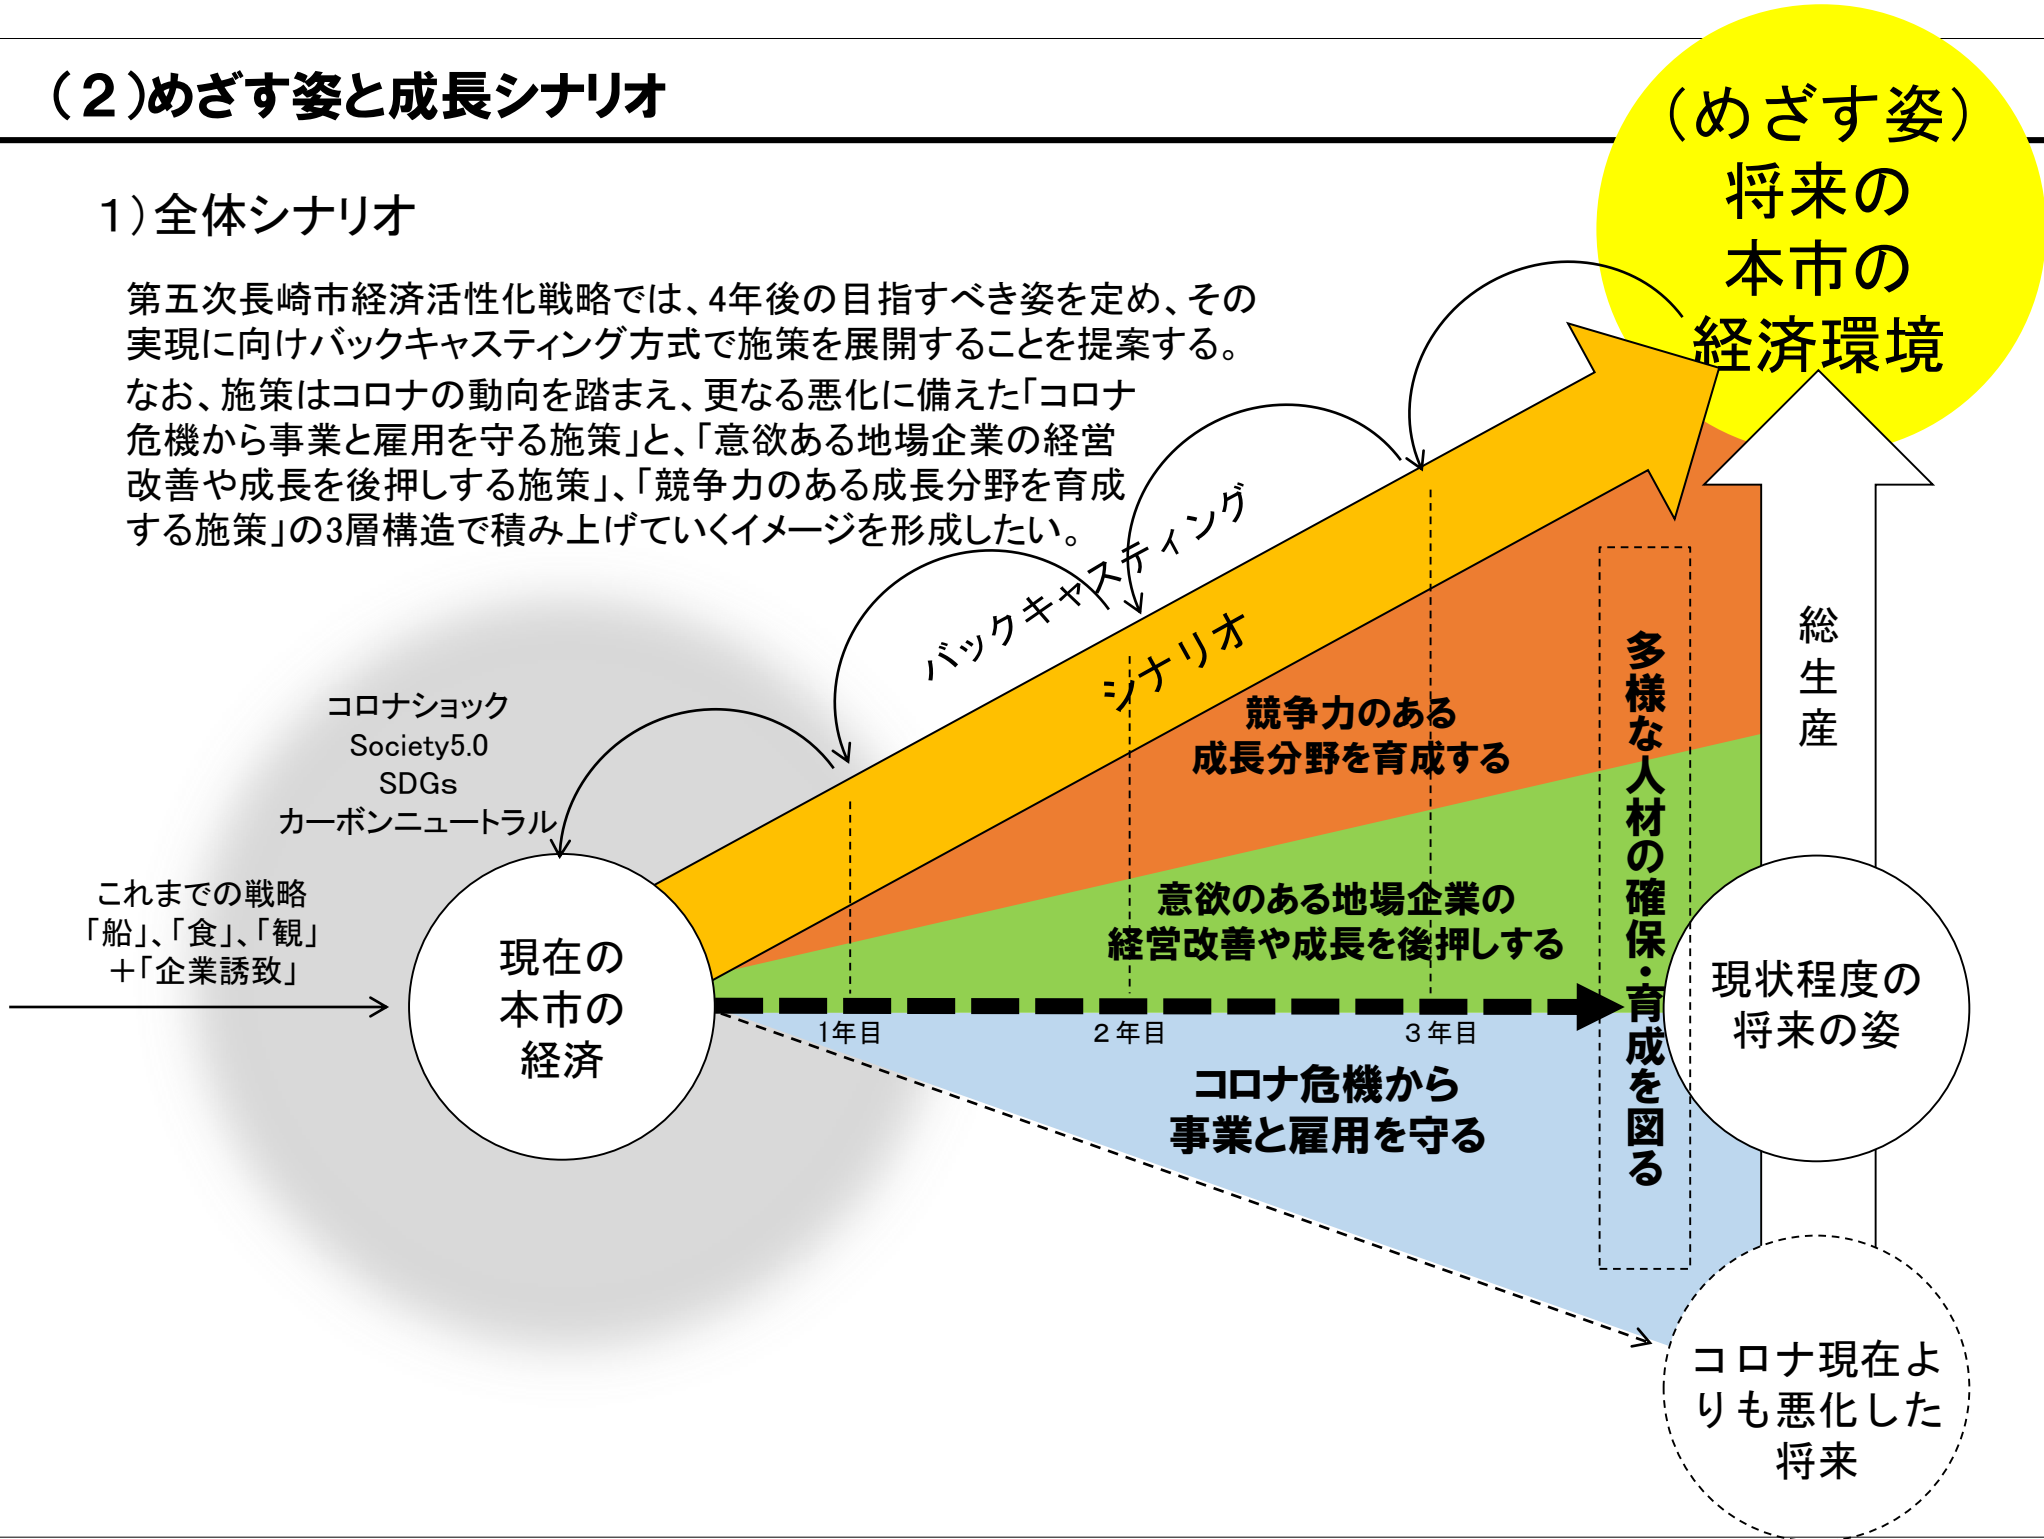 （２）めざす姿と成長シナリオ
（めざす姿）
将来の
本市の
経済環境
１）全体シナリオ
第五次長崎市経済活性化戦略では、4年後の目指すべき姿を定め、その
実現に向けバックキャスティング方式で施策を展開することを提案する。
なお、施策はコロナの動向を踏まえ、更なる悪化に備えた「コロナ
危機から事業と雇用を守る施策」と、「意欲ある地場企業の経営
改善や成長を後押しする施策」、「競争力のある成長分野を育成
する施策」の3層構造で積み上げていくイメージを形成したい。
バックキャスティング
シナリオ
コロナショック
Society5.0
SDGs
カーボンニュートラル
これまでの戦略
「船」、「食」、「観」
＋「企業誘致」
現在の
本市の
経済
競争力のある
成長分野を育成する
意欲のある地場企業の
経営改善や成長を後押しする
1年目
２年目
３年目
コロナ危機から
事業と雇用を守る
多様な人材の確保・育成を図る
総生産
現状程度の
将来の姿
コロナ現在よ
りも悪化した
将来